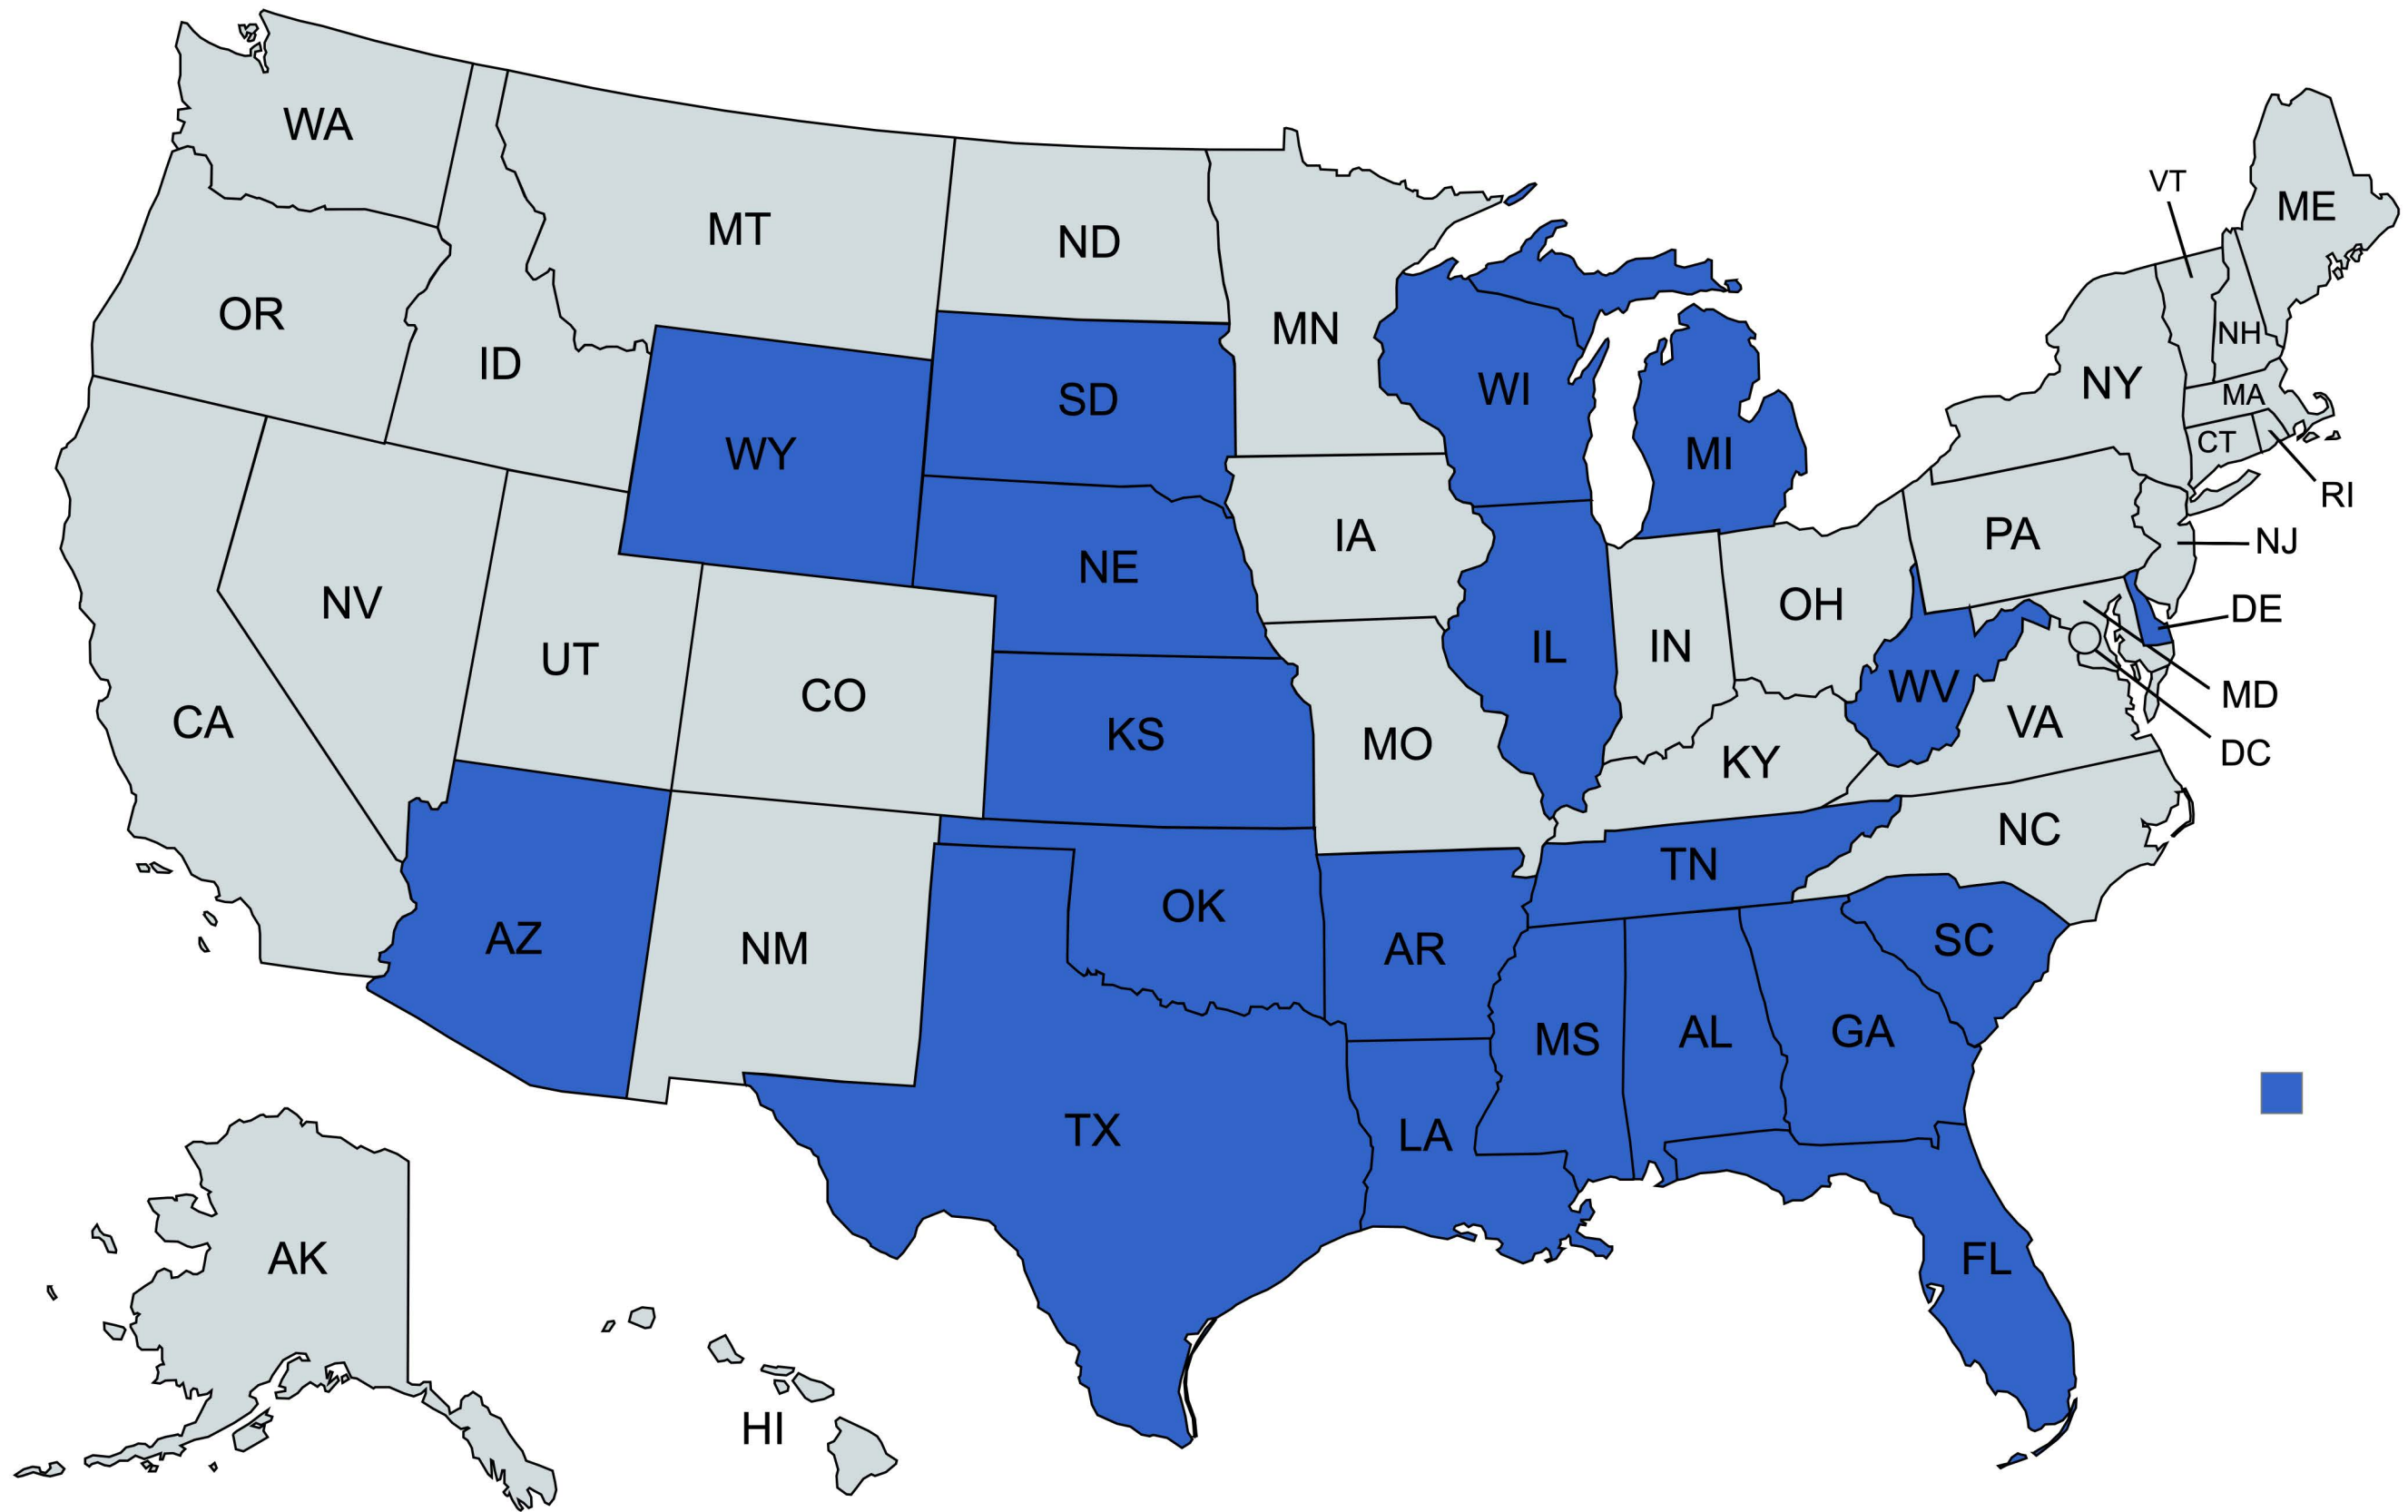 WA
MT
ND
MN
VT
ME
OR
ID
SD
WI
MI
NY
NH
MA
CT
RI
WY
NE
IA
PA
NJ
NV
UT
CO
KS
MO
IL
IN
OH
DE
WV
VA
MD
DC
CA
KY
NC
AZ
NM
OK
AR
TN
SC
MS
AL
GA
TX
LA
FL
AK
HI